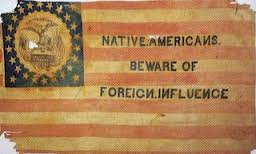 NATIVE.AMERICANS.
BEWARE OF
FOREIGN.INFLUENCE